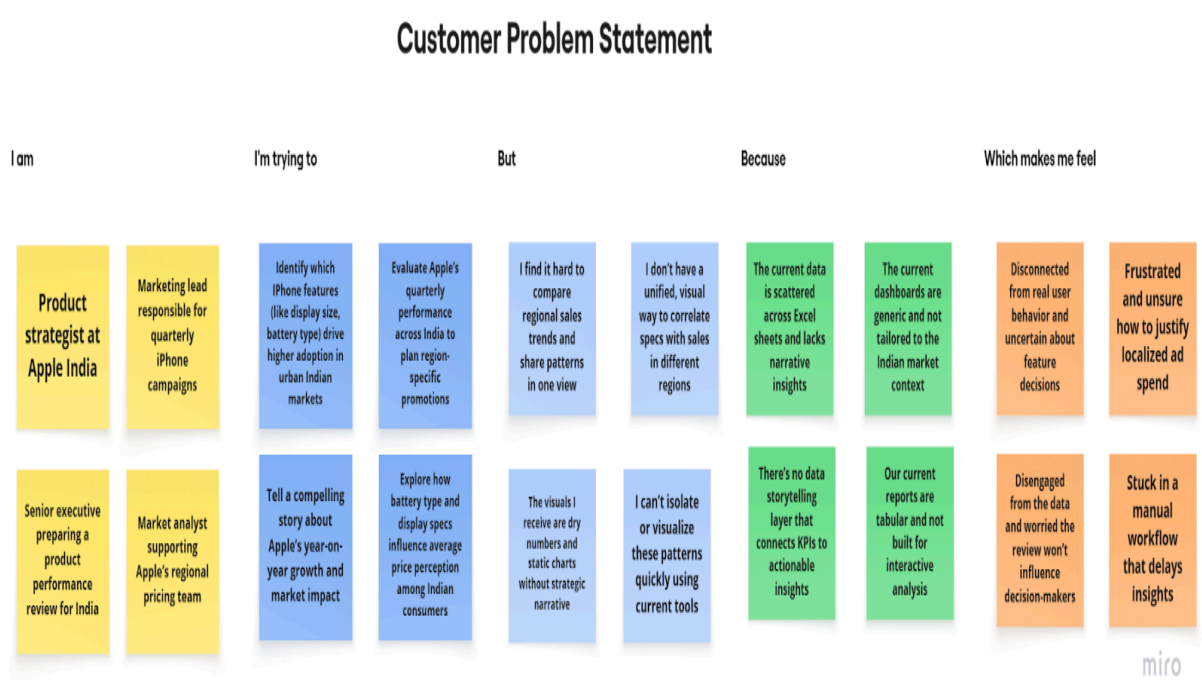 Customer Problem Statement
I am
I'm trying to
But
Because
Which makes me feel
Product
strategist at
Apple India
Marketing lead
responsible for
quarterly
iPhone
campaigns
Identify which
IPhone features
(like display size,
battery type) drive
higher adoption in
urban Indian
markets
Evaluate Apple's
quarterly
performance
across India to
plan region-
specific
promotions
I find it hard to
compare
regional sales
trends and
share patterns
in one view
I don't have a
unified, visual
way to correlate
specs with sales
in different
regions
The current data
is scattered
across Excel
sheets and lacks
narrative
insights
The current
dashboards are
generic and not
tailored to the
Indian market
context
Disconnected
from real user
behavior and
uncertain about
feature
decisions
Frustrated
and unsure
how to justify
localized ad
spend
Senior executive
preparing a
product
performance
review for India
Market analyst
supporting
Apple's regional
pricing team
Tell a compelling
story about
Apple's year-on-
year growth and
market impact
Explore how
battery type and
display specs
influence average
price perception
among Indian
consumers
The visuals I
receive are dry
numbers and
static charts
without strategic
narrative
I can't isolate
or visualize
these patterns
quickly using
current tools
There's no data
storytelling
layer that
connects KPIs to
actionable
insights
Our current
reports are
tabular and not
built for
interactive
analysis
Disengaged
from the data
and worried the
review won't
influence
decision-makers
Stuck in a
manual
workflow
that delays
insights
miro